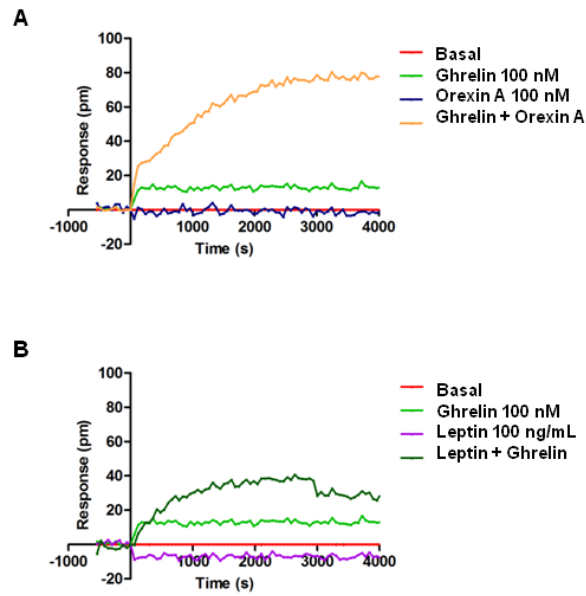 A
100
80
60
40
20
-20
Response (pm)
-1000
1000
2000
3000
4000
Time (s)
Basal
Ghrelin 100 nM
Orexin A 100 nM
Ghrelin + Orexin A
B
100
80
60
40
20
0
-20
Response (pm)
-1000
1000
2000
3000
4000
Time (s)
Basal
Ghrelin 100 nM
Leptin 100 ng/mL
Leptin + Ghrelin